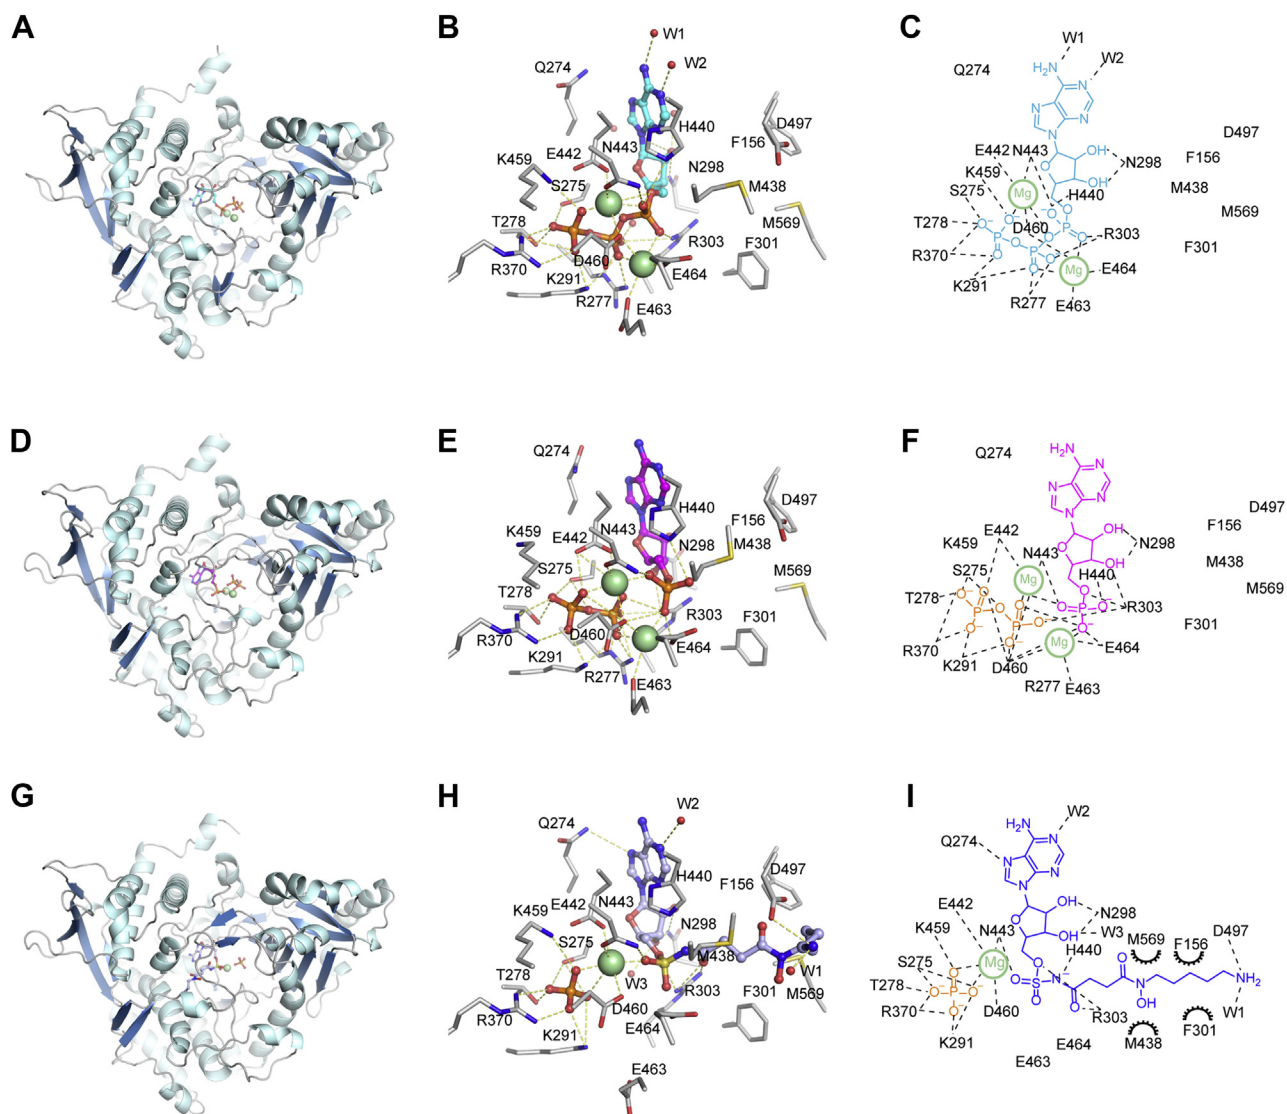 A
B
W1
W2
Q274
H440
D497
E442
N443
F156
K459
N298
S275
M438
T278
M569
R370
D460
R303
F301
K291
E464
R277
E463
C
W1
Q274
H₂N
N
W2
N
N
N
N
D497
O
OH
E442
N443
N298
F156
K459
OH
S275
Mg
H440
M438
O
M569
T278
D460
R303
F301
R370
Mg
E464
K291
R277
E463
D
E
Q274
H440
D497
K459
E442
N443
F156
N298
M438
S275
M569
T278
R303
R370
D460
F301
K291
E464
R277
E463
F
Q274
H₂N
N
N
N
N
N
D497
E442
OH
F156
K459
N443
O
N298
OH
M438
S275
Mg
H440
M569
T278
R303
F301
R370
Mg
E464
K291
D460
R277
E463
G
H
W2
Q274
H440
D497
E442
N443
F156
K459
S275
N298
M438
T278
W3
W1
R303
F301
M569
R370
D460
K291
E464
E463
I
W2
H₂N
N
Q274
N
N
N
N
E442
O
OH
N298
K459
N443
OH
W3
D497
O
H440
M569
F156
S275
Mg
O
T278
O
S
N
N
NH₂
O
O
OH
R370
D460
R303
W1
K291
M438
F301
E464
E463